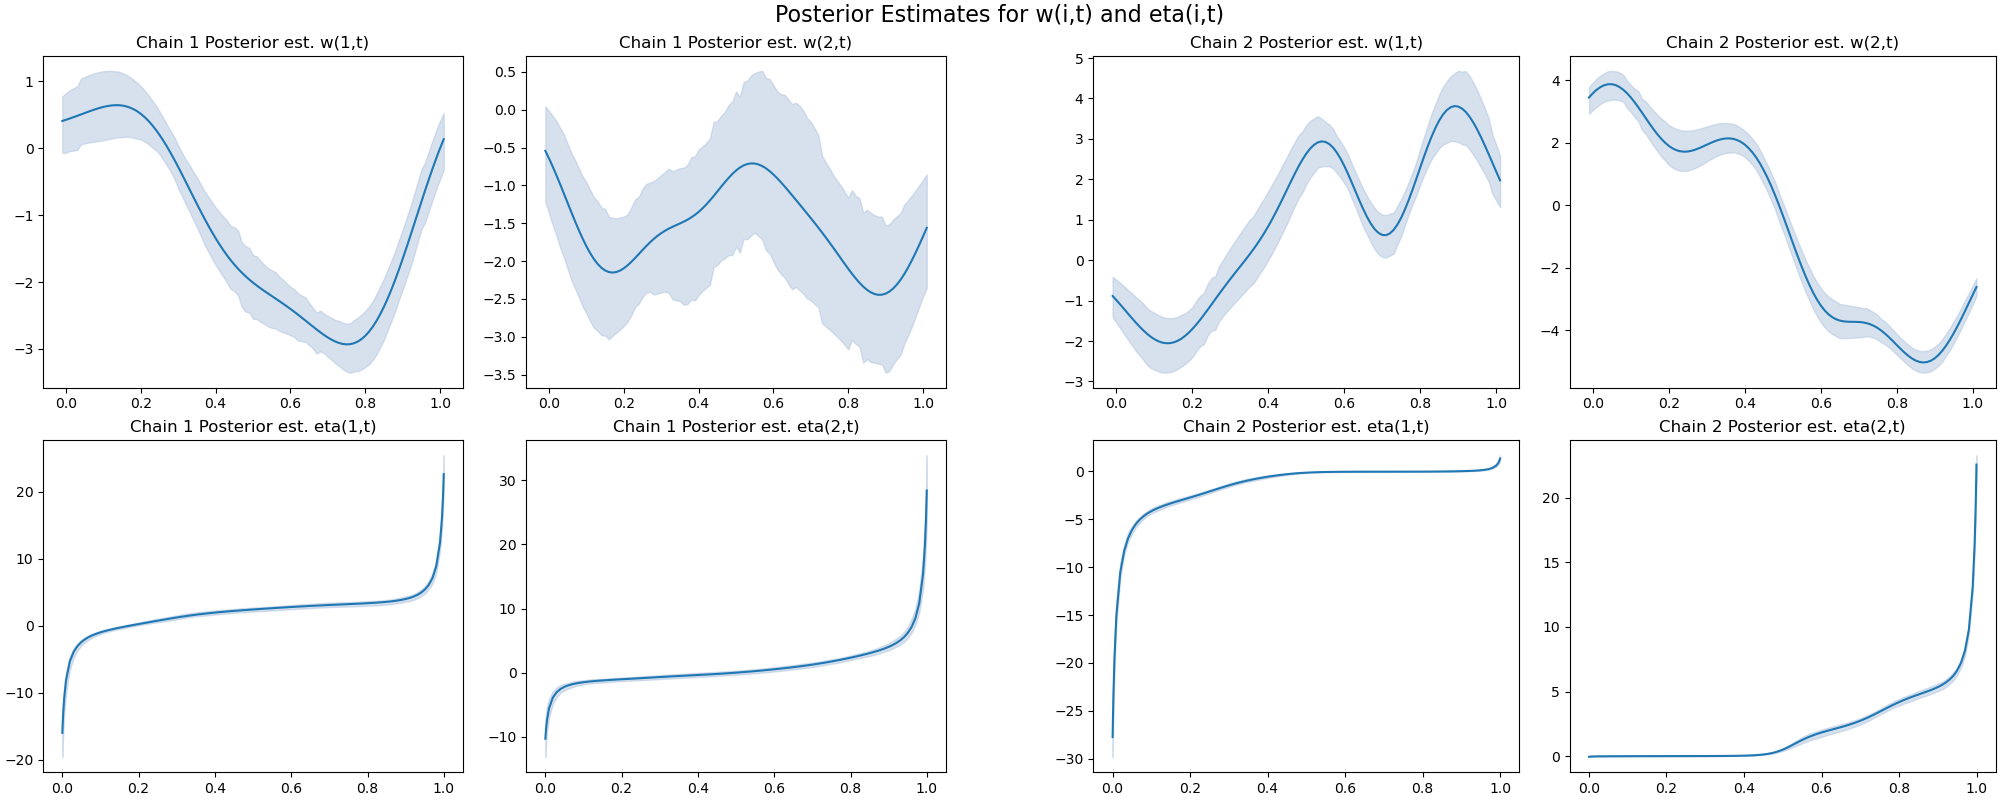 Posterior Estimates for w(i,t) and eta(i,t)
Chain 1 Posterior est. w(1,t)
1
0
−1
−2
−3
0.0 0.2 0.4 0.6 0.8 1.0
Chain 1 Posterior est. w(2,t)
0.5
0.0
−0.5
−1.0
−1.5
−2.0
−2.5
−3.0
−3.5
0.0 0.2 0.4 0.6 0.8 1.0
Chain 2 Posterior est. w(1,t)
5
4
3
2
1
0
−1
−2
−3
0.0 0.2 0.4 0.6 0.8 1.0
Chain 2 Posterior est. w(2,t)
4
2
0
−2
−4
0.0 0.2 0.4 0.6 0.8 1.0
Chain 1 Posterior est. eta(1,t)
20
10
0
−10
−20
0.0 0.2 0.4 0.6 0.8 1.0
Chain 1 Posterior est. eta(2,t)
30
20
10
0
−10
0.0 0.2 0.4 0.6 0.8 1.0
Chain 2 Posterior est. eta(1,t)
0
−5
−10
−15
−20
−25
−30
0.0 0.2 0.4 0.6 0.8 1.0
Chain 2 Posterior est. eta(2,t)
20
15
10
5
0
0.0 0.2 0.4 0.6 0.8 1.0